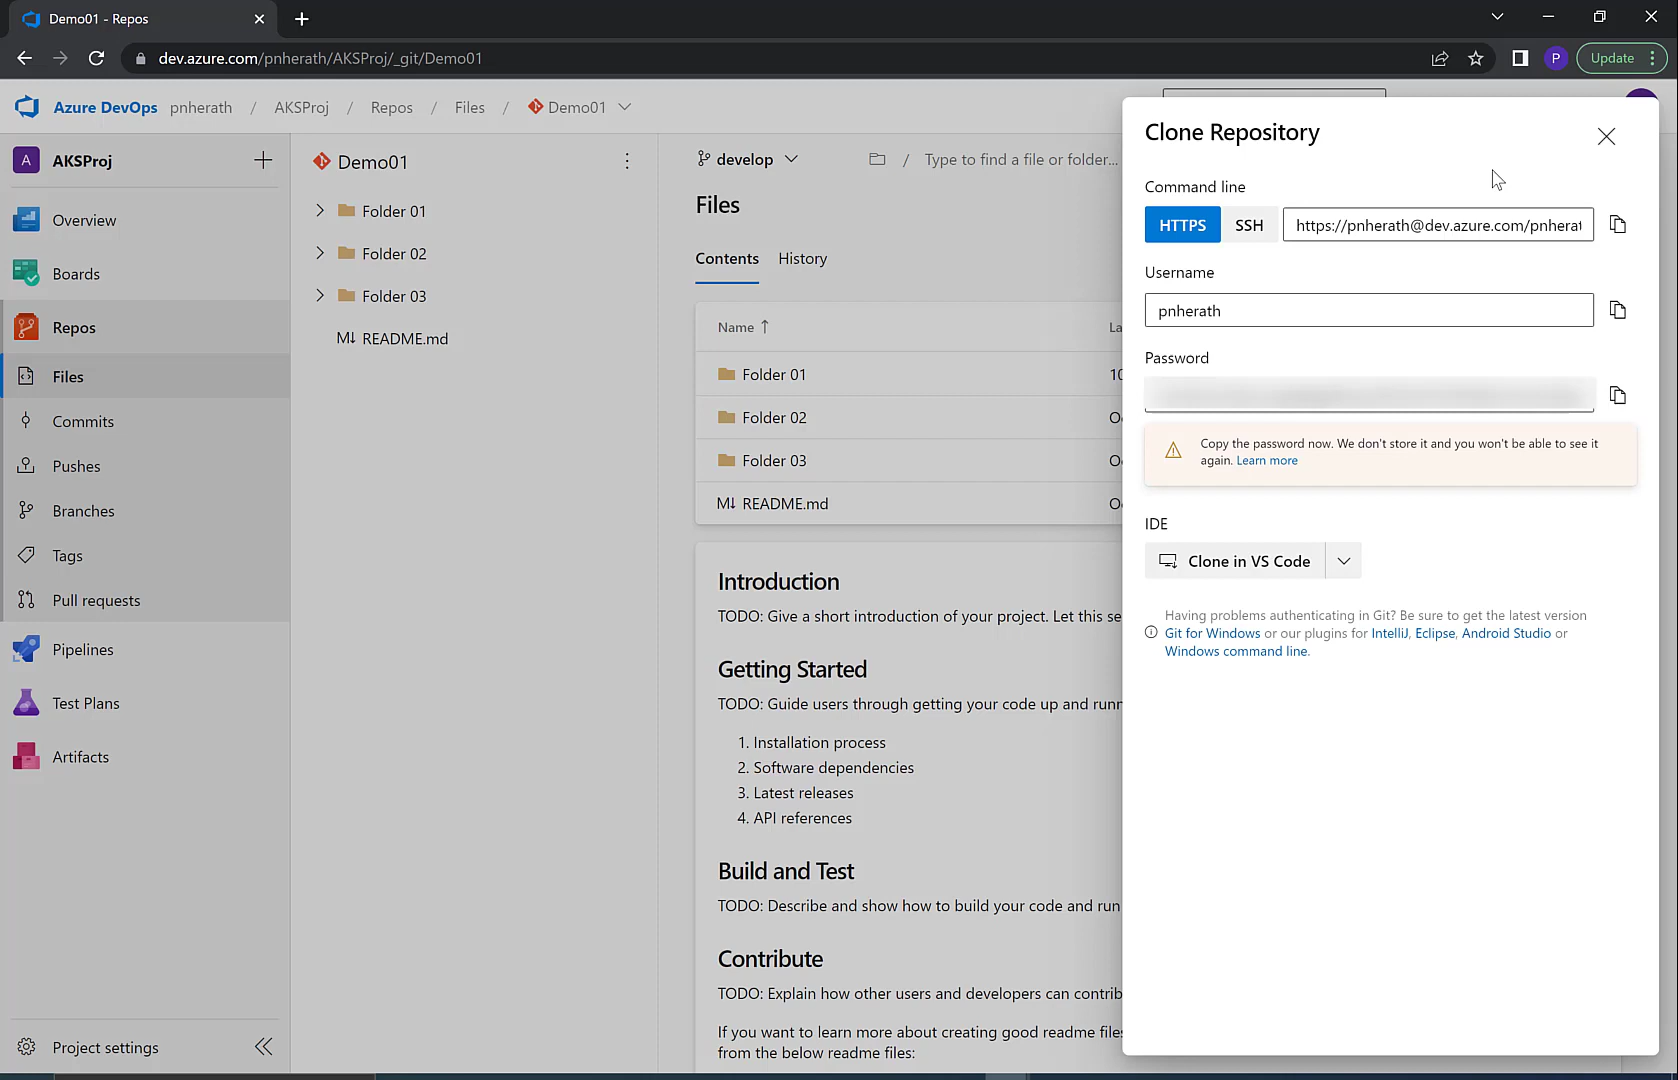 Demo01 - Repos
dev.azure.com/pnherath/AKSProj/_git/Demo01
P
Update
Azure DevOps pnherath / AKSProj / Repos / Files / Demo01
A AKSProj
Overview
Boards
Repos
Files
Commits
Pushes
Branches
Tags
Pull requests
Pipelines
Test Plans
Artifacts
Project settings
Demo01
Folder 01
Folder 02
Folder 03
M↓ README.md
develop
/ Type to find a file or folder...
Files
Contents History
Name ↑ La
Folder 01 10
Folder 02
Folder 03
M↓ README.md
Introduction
TODO: Give a short introduction of your project. Let this se
Getting Started
TODO: Guide users through getting your code up and runn
1. Installation process
2. Software dependencies
3. Latest releases
4. API references
Build and Test
TODO: Describe and show how to build your code and run
Contribute
TODO: Explain how other users and developers can contrib
If you want to learn more about creating good readme files
from the below readme files:
Clone Repository
Command line
HTTPS SSH https://pnherath@dev.azure.com/pnherat
Username
pnherath
Password
Copy the password now. We don't store it and you won't be able to see it
again. Learn more
IDE
Clone in VS Code
Having problems authenticating in Git? Be sure to get the latest version
Git for Windows or our plugins for IntelliJ, Eclipse, Android Studio or
Windows command line.